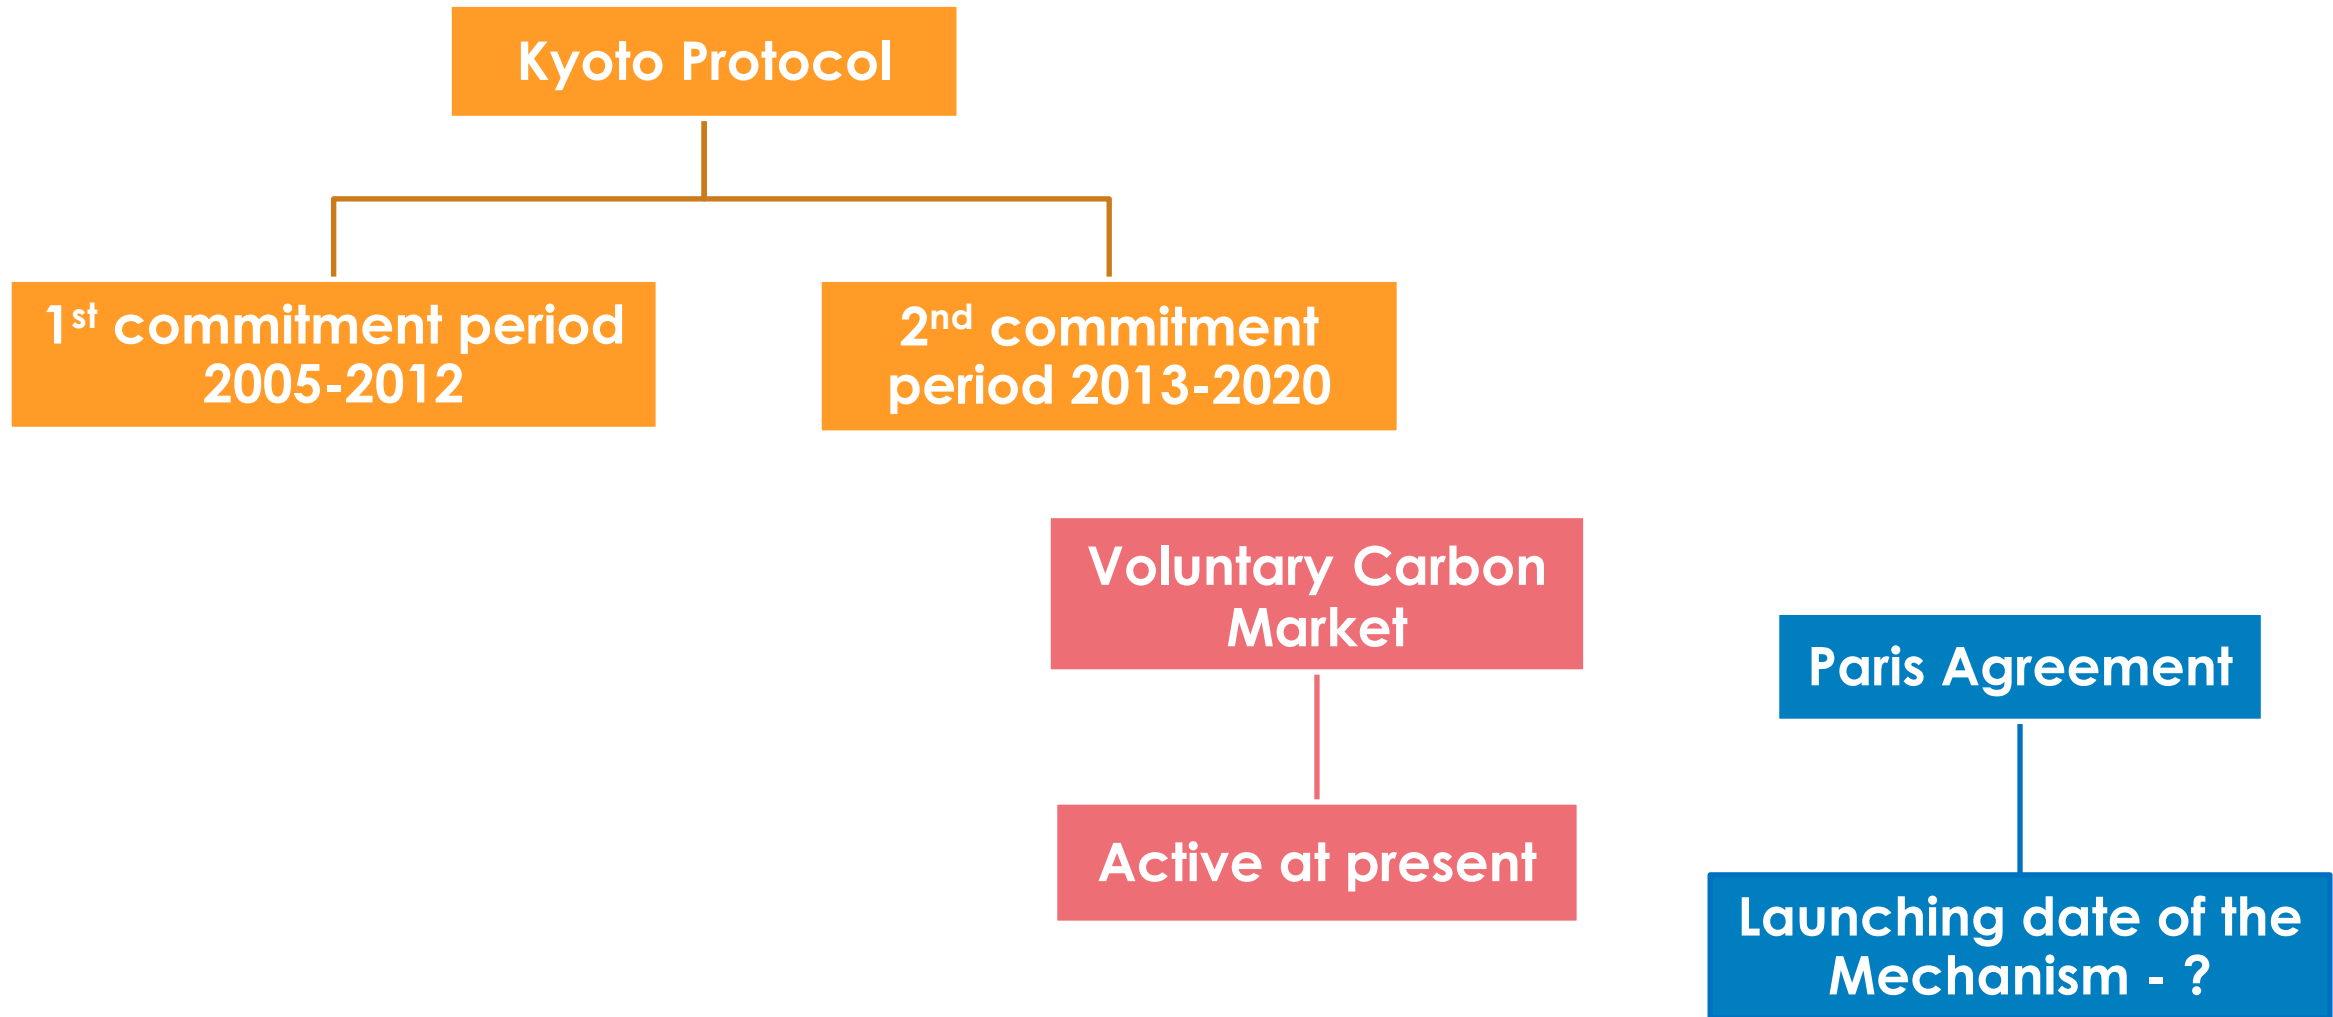 Kyoto Protocol
1st commitment period
2005-2012
2nd commitment
period 2013-2020
Voluntary Carbon
Market
Active at present
Paris Agreement
Launching date of the
Mechanism - ?